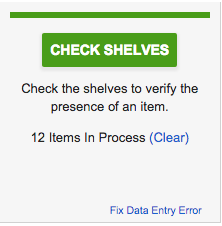 CHECK SHELVES
Check the shelves to verify the
presence of an item.
12 Items In Process (Clear)
Fix Data Entry Error